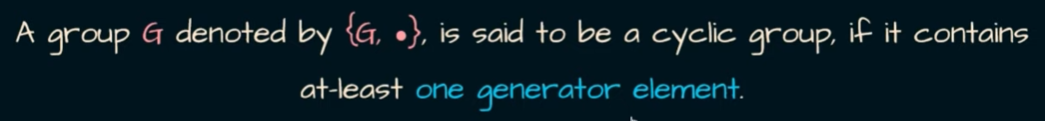 A group G denoted by {G, •}, is said to be a cyclic group, if it contains
at-least one generator element.